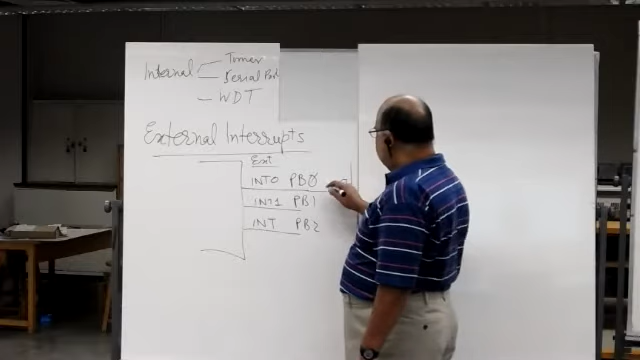 Internal Timer
Serial Port
WDT
External Interrupts
Ext
INT0 PB0
INT1 PB1
INT PB2